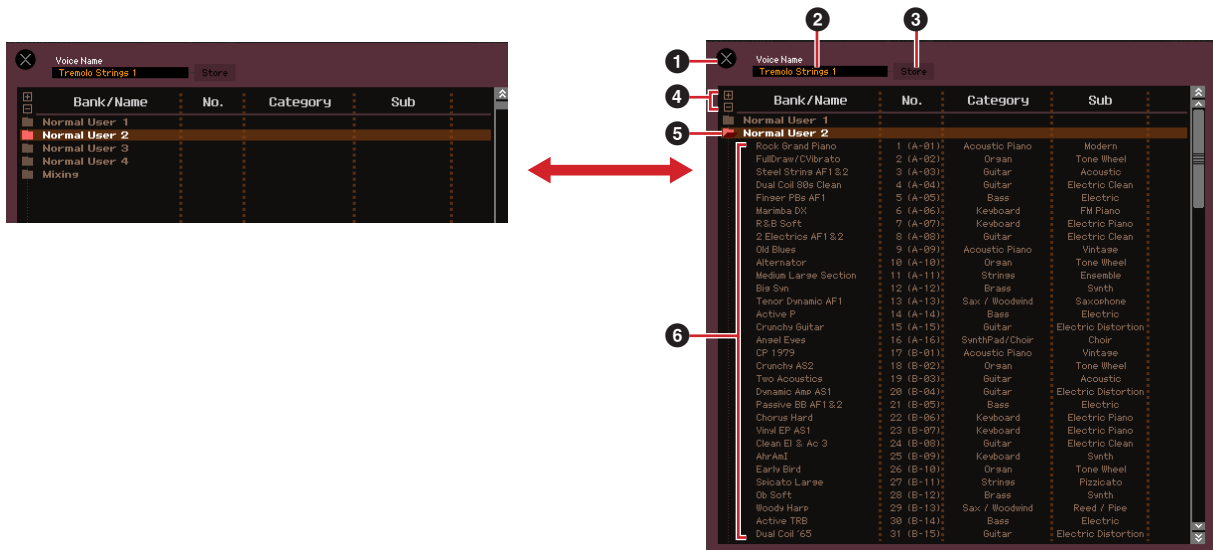 Voice Name
Tremolo Strings 1 Store
Bank/Name No. Category Sub
Normal User 1
Normal User 2
Normal User 3
Normal User 4
Mixing
2 3
1 Voice Name
Tremolo Strings 1 Store
4 Bank/Name No. Category Sub
Normal User 1
5 Normal User 2
Rock Grand Piano 1 (A-01) Acoustic Piano Modern
FullDraw/CVibrato 2 (A-02) Organ Tone Wheel
Steel String AF1&2 3 (A-03) Guitar Acoustic
Dual Coil 80s Clean 4 (A-04) Guitar Electric Clean
Finger PBs AF1 5 (A-05) Bass Electric
Marimba DX 6 (A-06) Keyboard FM Piano
R&B Soft 7 (A-07) Keyboard Electric Piano
2 Electrics AF1&2 8 (A-08) Guitar Electric Clean
Old Blues 9 (A-09) Acoustic Piano Vintage
Alternator 10 (A-10) Organ Tone Wheel
Medium Large Section 11 (A-11) Strings Ensemble
Big Syn 12 (A-12) Brass Synth
Tenor Dynamic AF1 13 (A-13) Sax / Woodwind Saxophone
Active P 14 (A-14) Bass Electric
Crunchy Guitar 15 (A-15) Guitar Electric Distortion
6 Angel Eyes 16 (A-16) SynthPad/Choir Choir
CP 1979 17 (B-01) Acoustic Piano Vintage
Crunchy AS2 18 (B-02) Organ Tone Wheel
Two Acoustics 19 (B-03) Guitar Acoustic
Dynamic Amp AS1 20 (B-04) Guitar Electric Distortion
Passive BB AF1&2 21 (B-05) Bass Electric
Chorus Hard 22 (B-06) Keyboard Electric Piano
Vinyl EP AS1 23 (B-07) Keyboard Electric Piano
Clean El & Ac 3 24 (B-08) Guitar Electric Clean
AhrAmI 25 (B-09) Keyboard Synth
Early Bird 26 (B-10) Organ Tone Wheel
Spicato Large 27 (B-11) Strings Pizzicato
Ob Soft 28 (B-12) Brass Synth
Woody Harp 29 (B-13) Sax / Woodwind Reed / Pipe
Active TRB 30 (B-14) Bass Electric
Dual Coil '65 31 (B-15) Guitar Electric Distortion